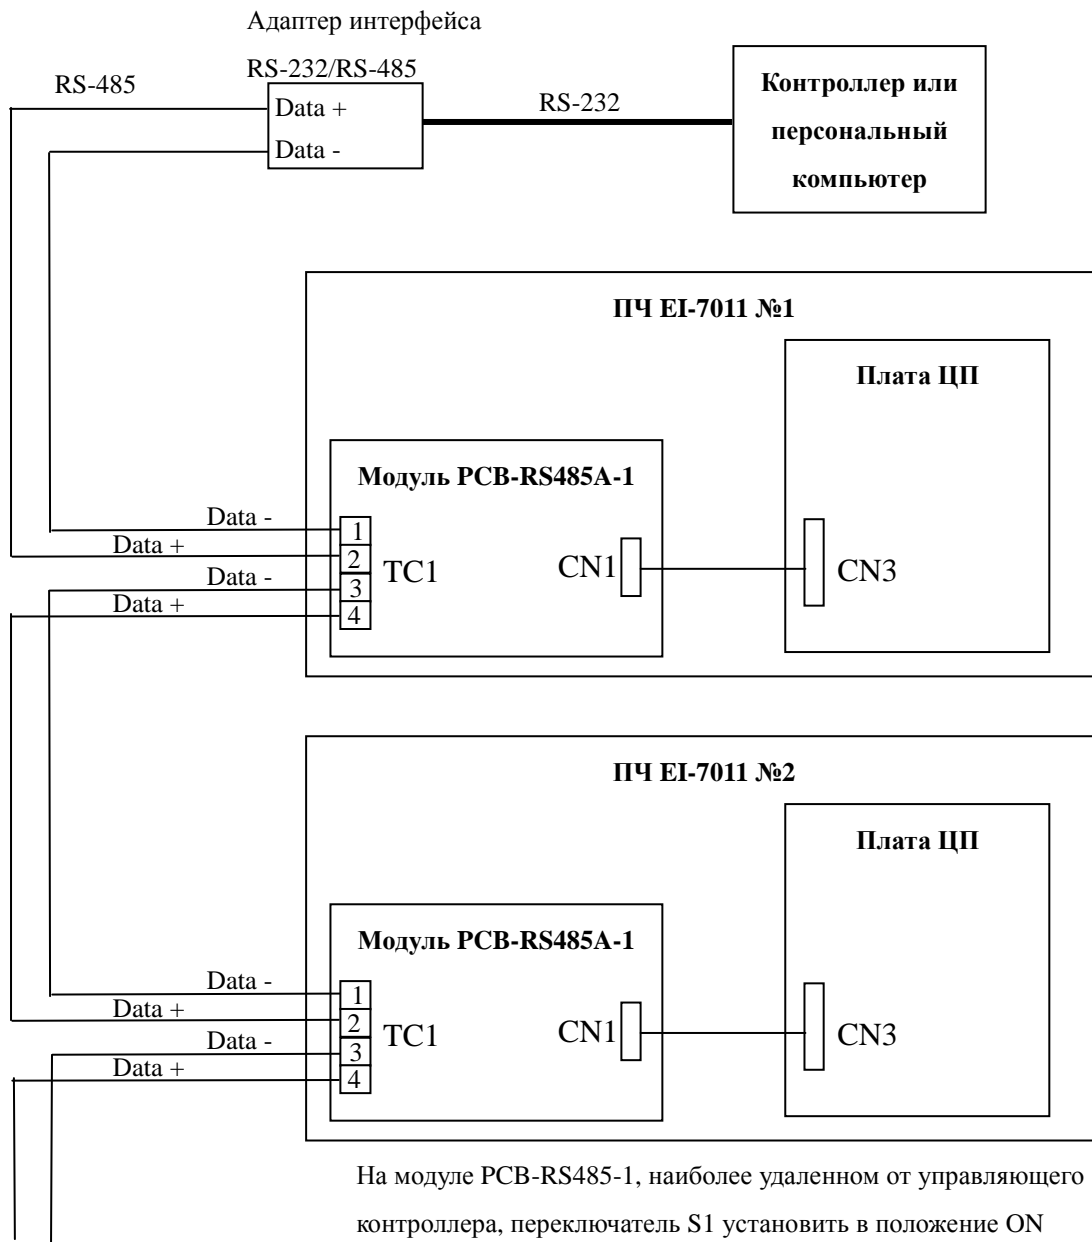 Адаптер интерфейса
RS-232/RS-485
RS-485
Data +
Data -
RS-232
Контроллер или
персональный
компьютер
ПЧ EI-7011 №1
Плата ЦП
Модуль PCB-RS485A-1
Data -
Data +
Data -
Data +
1
2
3
4
TC1
CN1
CN3
ПЧ EI-7011 №2
Плата ЦП
Модуль PCB-RS485A-1
Data -
Data +
Data -
Data +
1
2
3
4
TC1
CN1
CN3
На модуле PCB-RS485-1, наиболее удаленном от управляющего
контроллера, переключатель S1 установить в положение ON